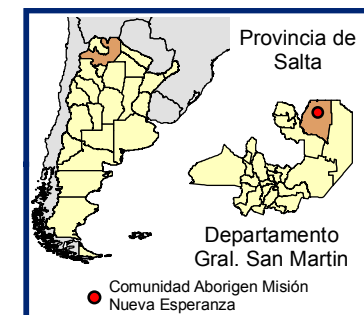 Provincia de
Salta
Departamento
Gral. San Martin
Comunidad Aborigen Misión
Nueva Esperanza